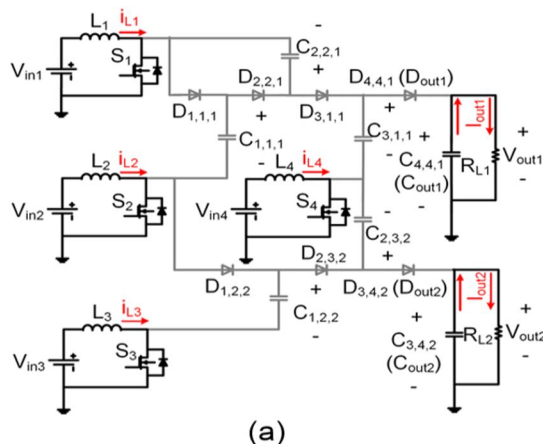 L1 iL1 -
Vin1 S1 C2,2,1
D2,2,1 + D4,4,1 (Dout1)
D1,1,1 D3,1,1
C1,1,1 C3,1,1 + Iout1 +
L2 iL2 - L4 iL4 - C4,4,1 RL1 Vout1
(Cout1) -
Vin2 S2 Vin4 S4 - -
C2,3,2
D2,3,2 +
D1,2,2 + D3,4,2 (Dout2)
L3 iL3 C1,2,2 Iout2
- + +
Vin3 S3 C3,4,2 RL2 Vout2
(Cout2)
- -
(a)